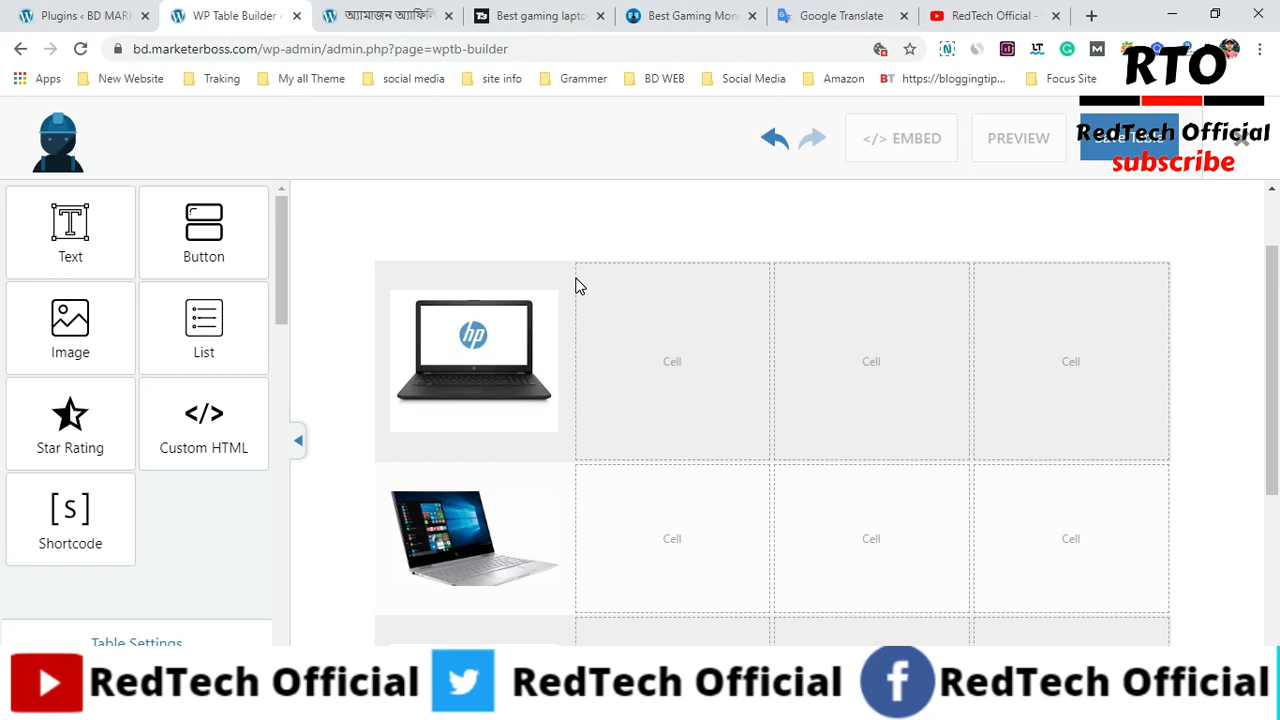 Plugins ‹ BD MAR
WP Table Builder ‹
অ্যামাজন অ্যাফিলি
Best gaming lapto
Best Gaming Mon
Google Translate
RedTech Official -
bd.marketerboss.com/wp-admin/admin.php?page=wptb-builder
Apps
New Website
Traking
My all Theme
social media
site info
Grammer
BD WEB
Social Media
Amazon
https://bloggingtip...
Focus Site
RTO
</> EMBED
PREVIEW
RedTech Official
subscribe
Text
Button
Image
List
Star Rating
Custom HTML
Shortcode
Table Settings
hp
Cell
Cell
Cell
Cell
Cell
Cell
RedTech Official
RedTech Official
RedTech Official